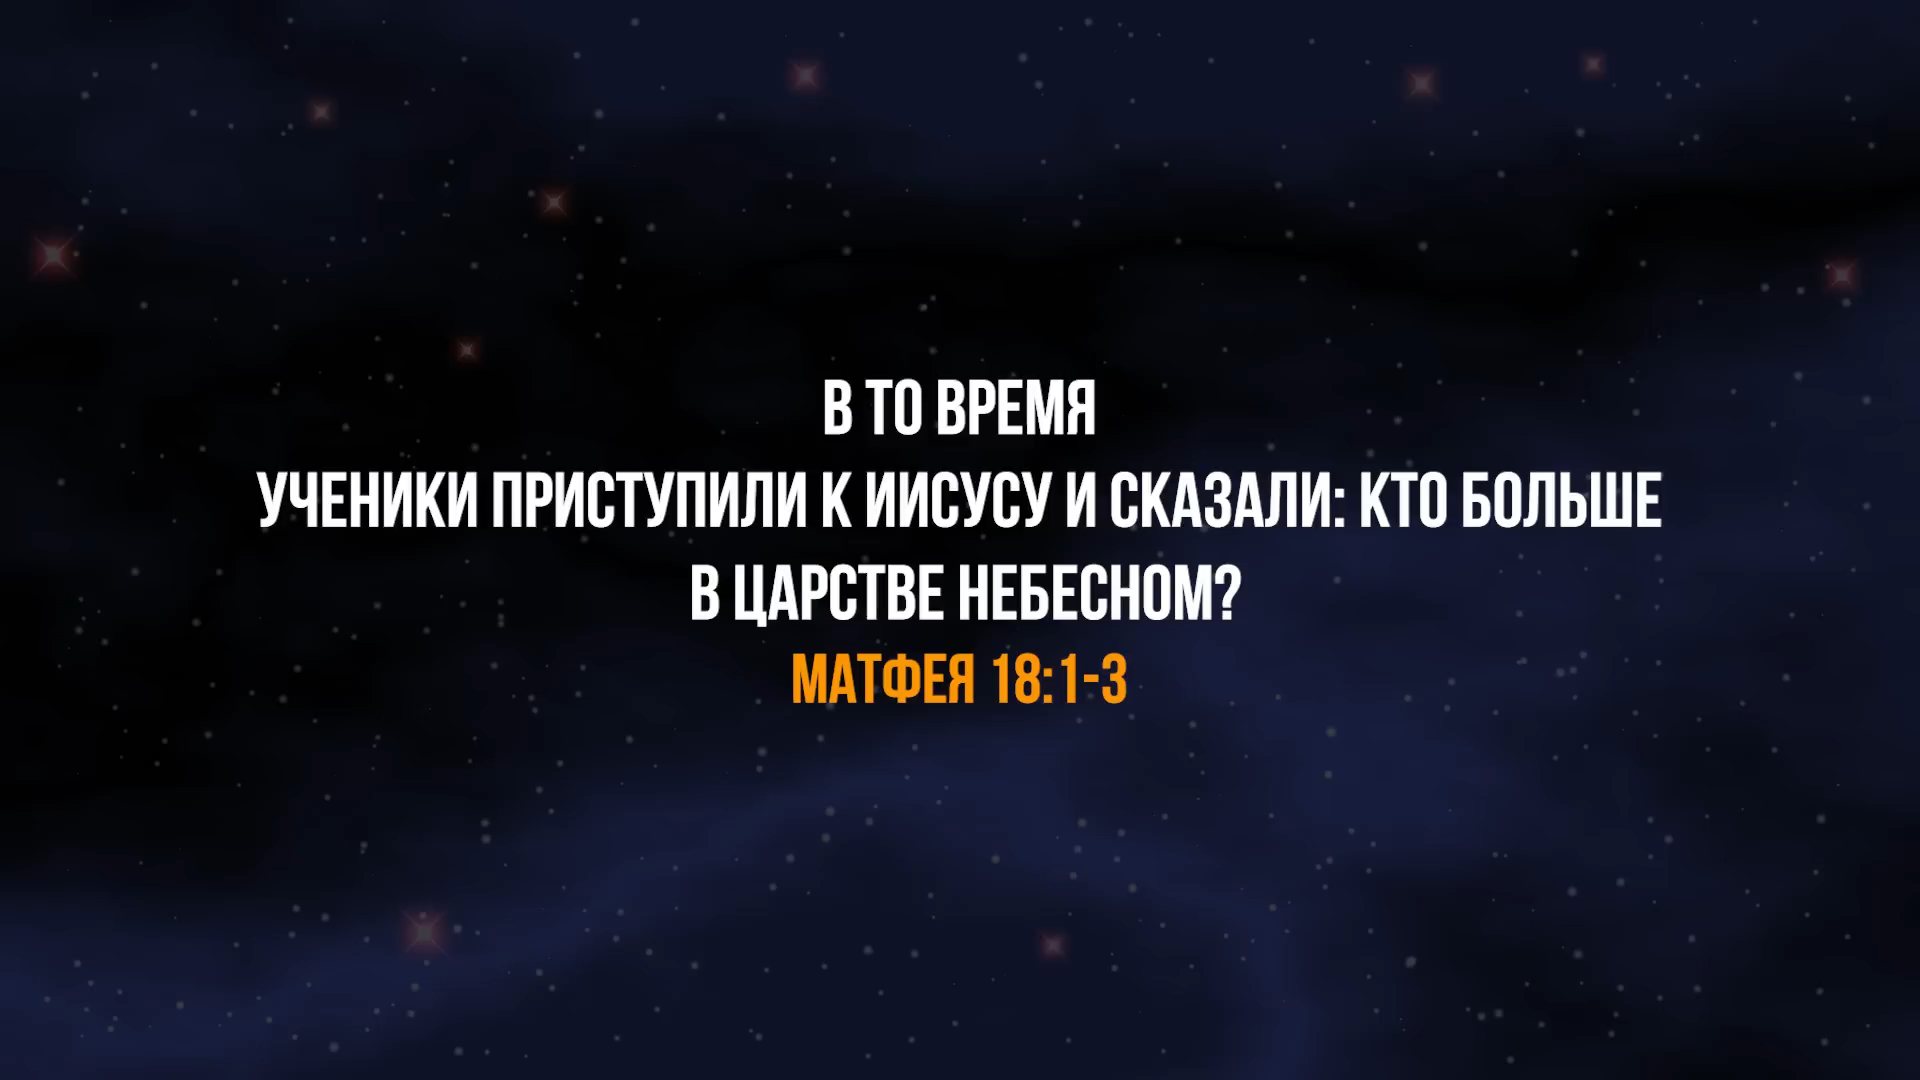 В ТО ВРЕМЯ
УЧЕНИКИ ПРИСТУПИЛИ К ИИСУСУ И СКАЗАЛИ: КТО БОЛЬШЕ
В ЦАРСТВЕ НЕБЕСНОМ?
МАТФЕЯ 18:1-3